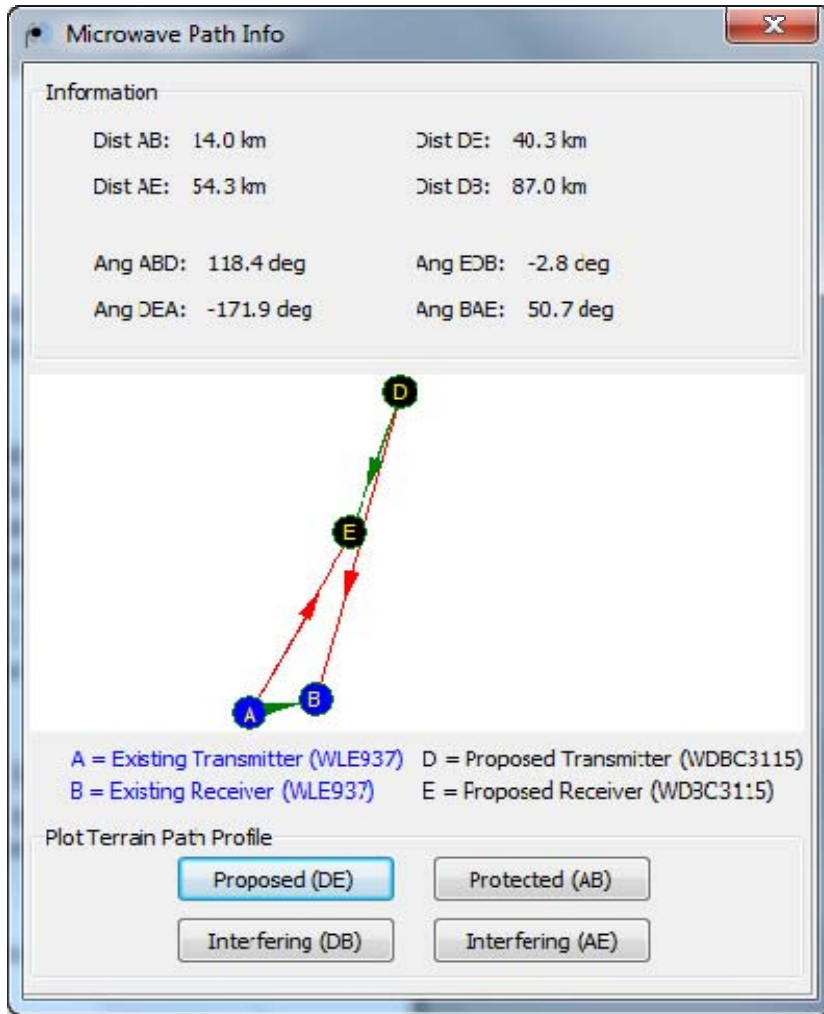 Microwave Path Info
Information
Dist AB: 14.0 km Dist DE: 40.3 km
Dist AE: 54.3 km Dist DB: 87.0 km
Ang ABD: 118.4 deg Ang EDB: -2.8 deg
Ang DEA: -171.9 deg Ang BAE: 50.7 deg
D
E
A B
A = Existing Transmitter (WLE937) D = Proposed Transmitter (WDBC3115)
B = Existing Receiver (WLE937) E = Proposed Receiver (WDBC3115)
Plot Terrain Path Profile
Proposed (DE) Protected (AB)
Interfering (DB) Interfering (AE)